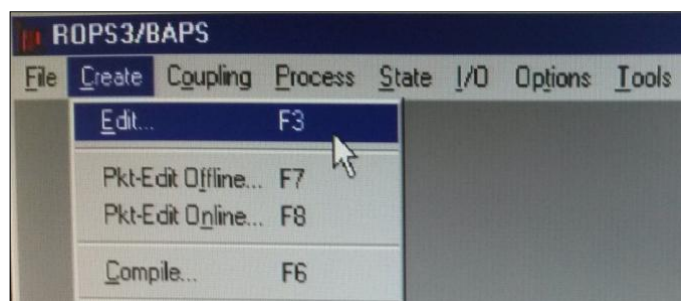 ROPS3/BAPS
File Create Coupling Process State I/O Options Tools
Edit... F3
Pkt-Edit Offline... F7
Pkt-Edit Online... F8
Compile... F6